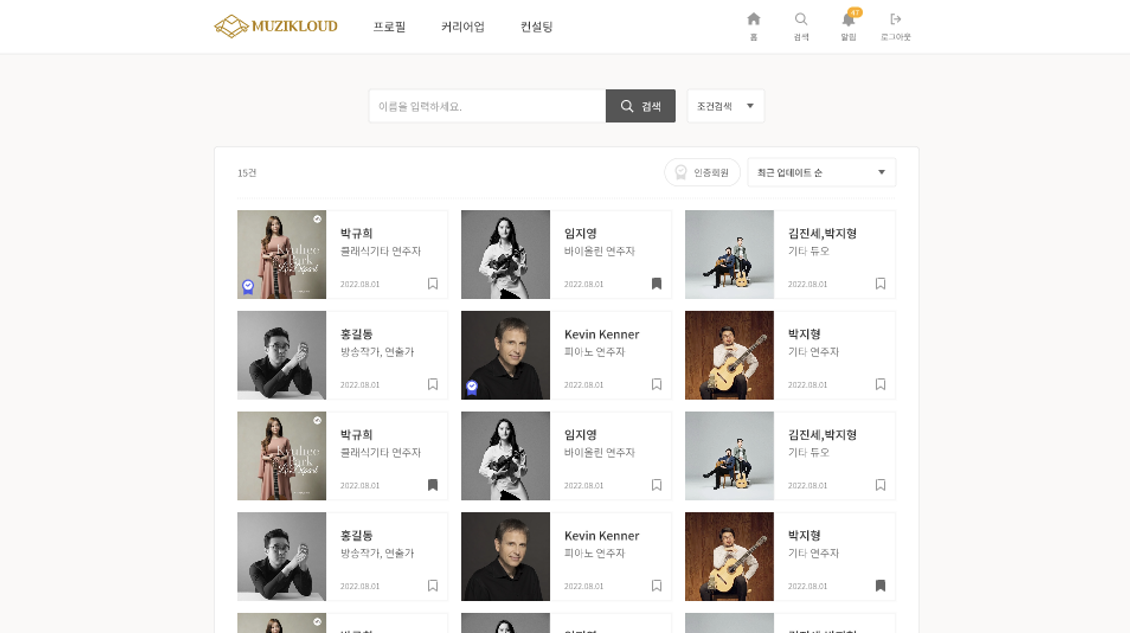 MUZIKLOUD
프로필
커리어업
컨설팅
47
홈
검색
알림
로그아웃
이름을 입력하세요.
검색
조건검색
15건
인증회원
최근 업데이트 순
Kyuhee
Park
박규희
클래식기타 연주자
2022.08.01
임지영
바이올린 연주자
2022.08.01
김진세,박지형
기타 듀오
2022.08.01
홍길동
방송작가, 연출가
2022.08.01
Kevin Kenner
피아노 연주자
2022.08.01
박지형
기타 연주자
2022.08.01
Kyuhee
Park
박규희
클래식기타 연주자
2022.08.01
임지영
바이올린 연주자
2022.08.01
김진세,박지형
기타 듀오
2022.08.01
홍길동
방송작가, 연출가
2022.08.01
Kevin Kenner
피아노 연주자
2022.08.01
박지형
기타 연주자
2022.08.01